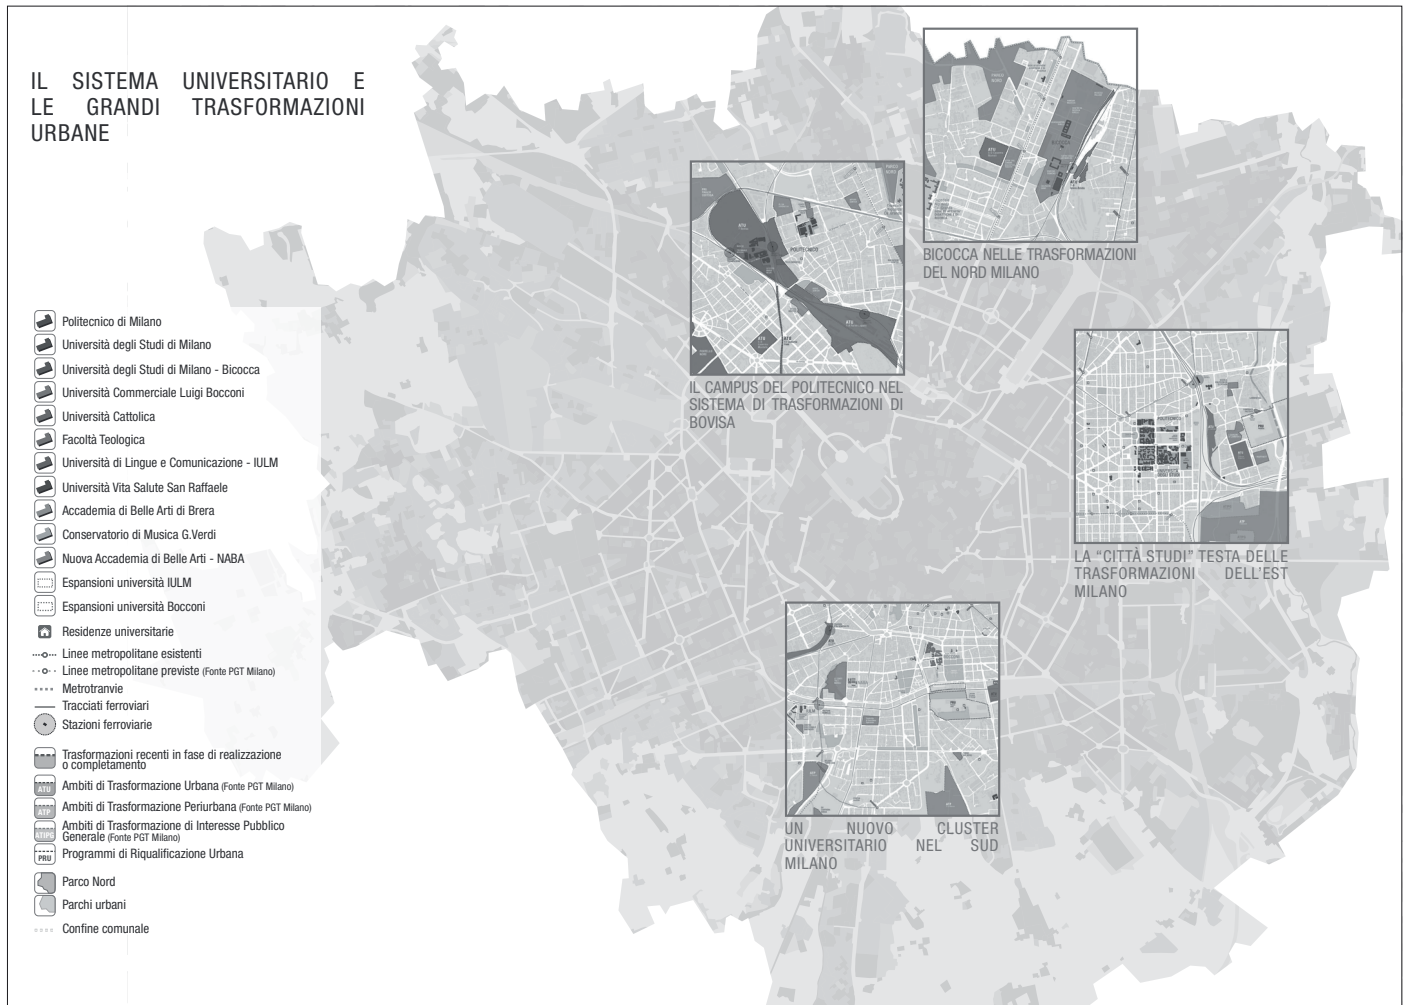 IL SISTEMA UNIVERSITARIO E
LE GRANDI TRASFORMAZIONI
URBANE
BICOCCA NELLE TRASFORMAZIONI
DEL NORD MILANO
IL CAMPUS DEL POLITECNICO NEL
SISTEMA DI TRASFORMAZIONI DI
BOVISA
LA “CITTÀ STUDI” TESTA DELLE
TRASFORMAZIONI DELL'EST
MILANO
UN NUOVO CLUSTER
UNIVERSITARIO NEL SUD
MILANO
Politecnico di Milano
Università degli Studi di Milano
Università degli Studi di Milano - Bicocca
Università Commerciale Luigi Bocconi
Università Cattolica
Facoltà Teologica
Università di Lingue e Comunicazione - IULM
Università Vita Salute San Raffaele
Accademia di Belle Arti di Brera
Conservatorio di Musica G.Verdi
Nuova Accademia di Belle Arti - NABA
Espansioni università IULM
Espansioni università Bocconi
Residenze universitarie
Linee metropolitane esistenti
Linee metropolitane previste (Fonte PGT Milano)
Metrotranvie
Tracciati ferroviari
Stazioni ferroviarie
Trasformazioni recenti in fase di realizzazione
o completamento
ATU Ambiti di Trasformazione Urbana (Fonte PGT Milano)
ATP Ambiti di Trasformazione Periurbana (Fonte PGT Milano)
ATIPG Ambiti di Trasformazione di Interesse Pubblico
Generale (Fonte PGT Milano)
PRU Programmi di Riqualificazione Urbana
Parco Nord
Parchi urbani
Confine comunale